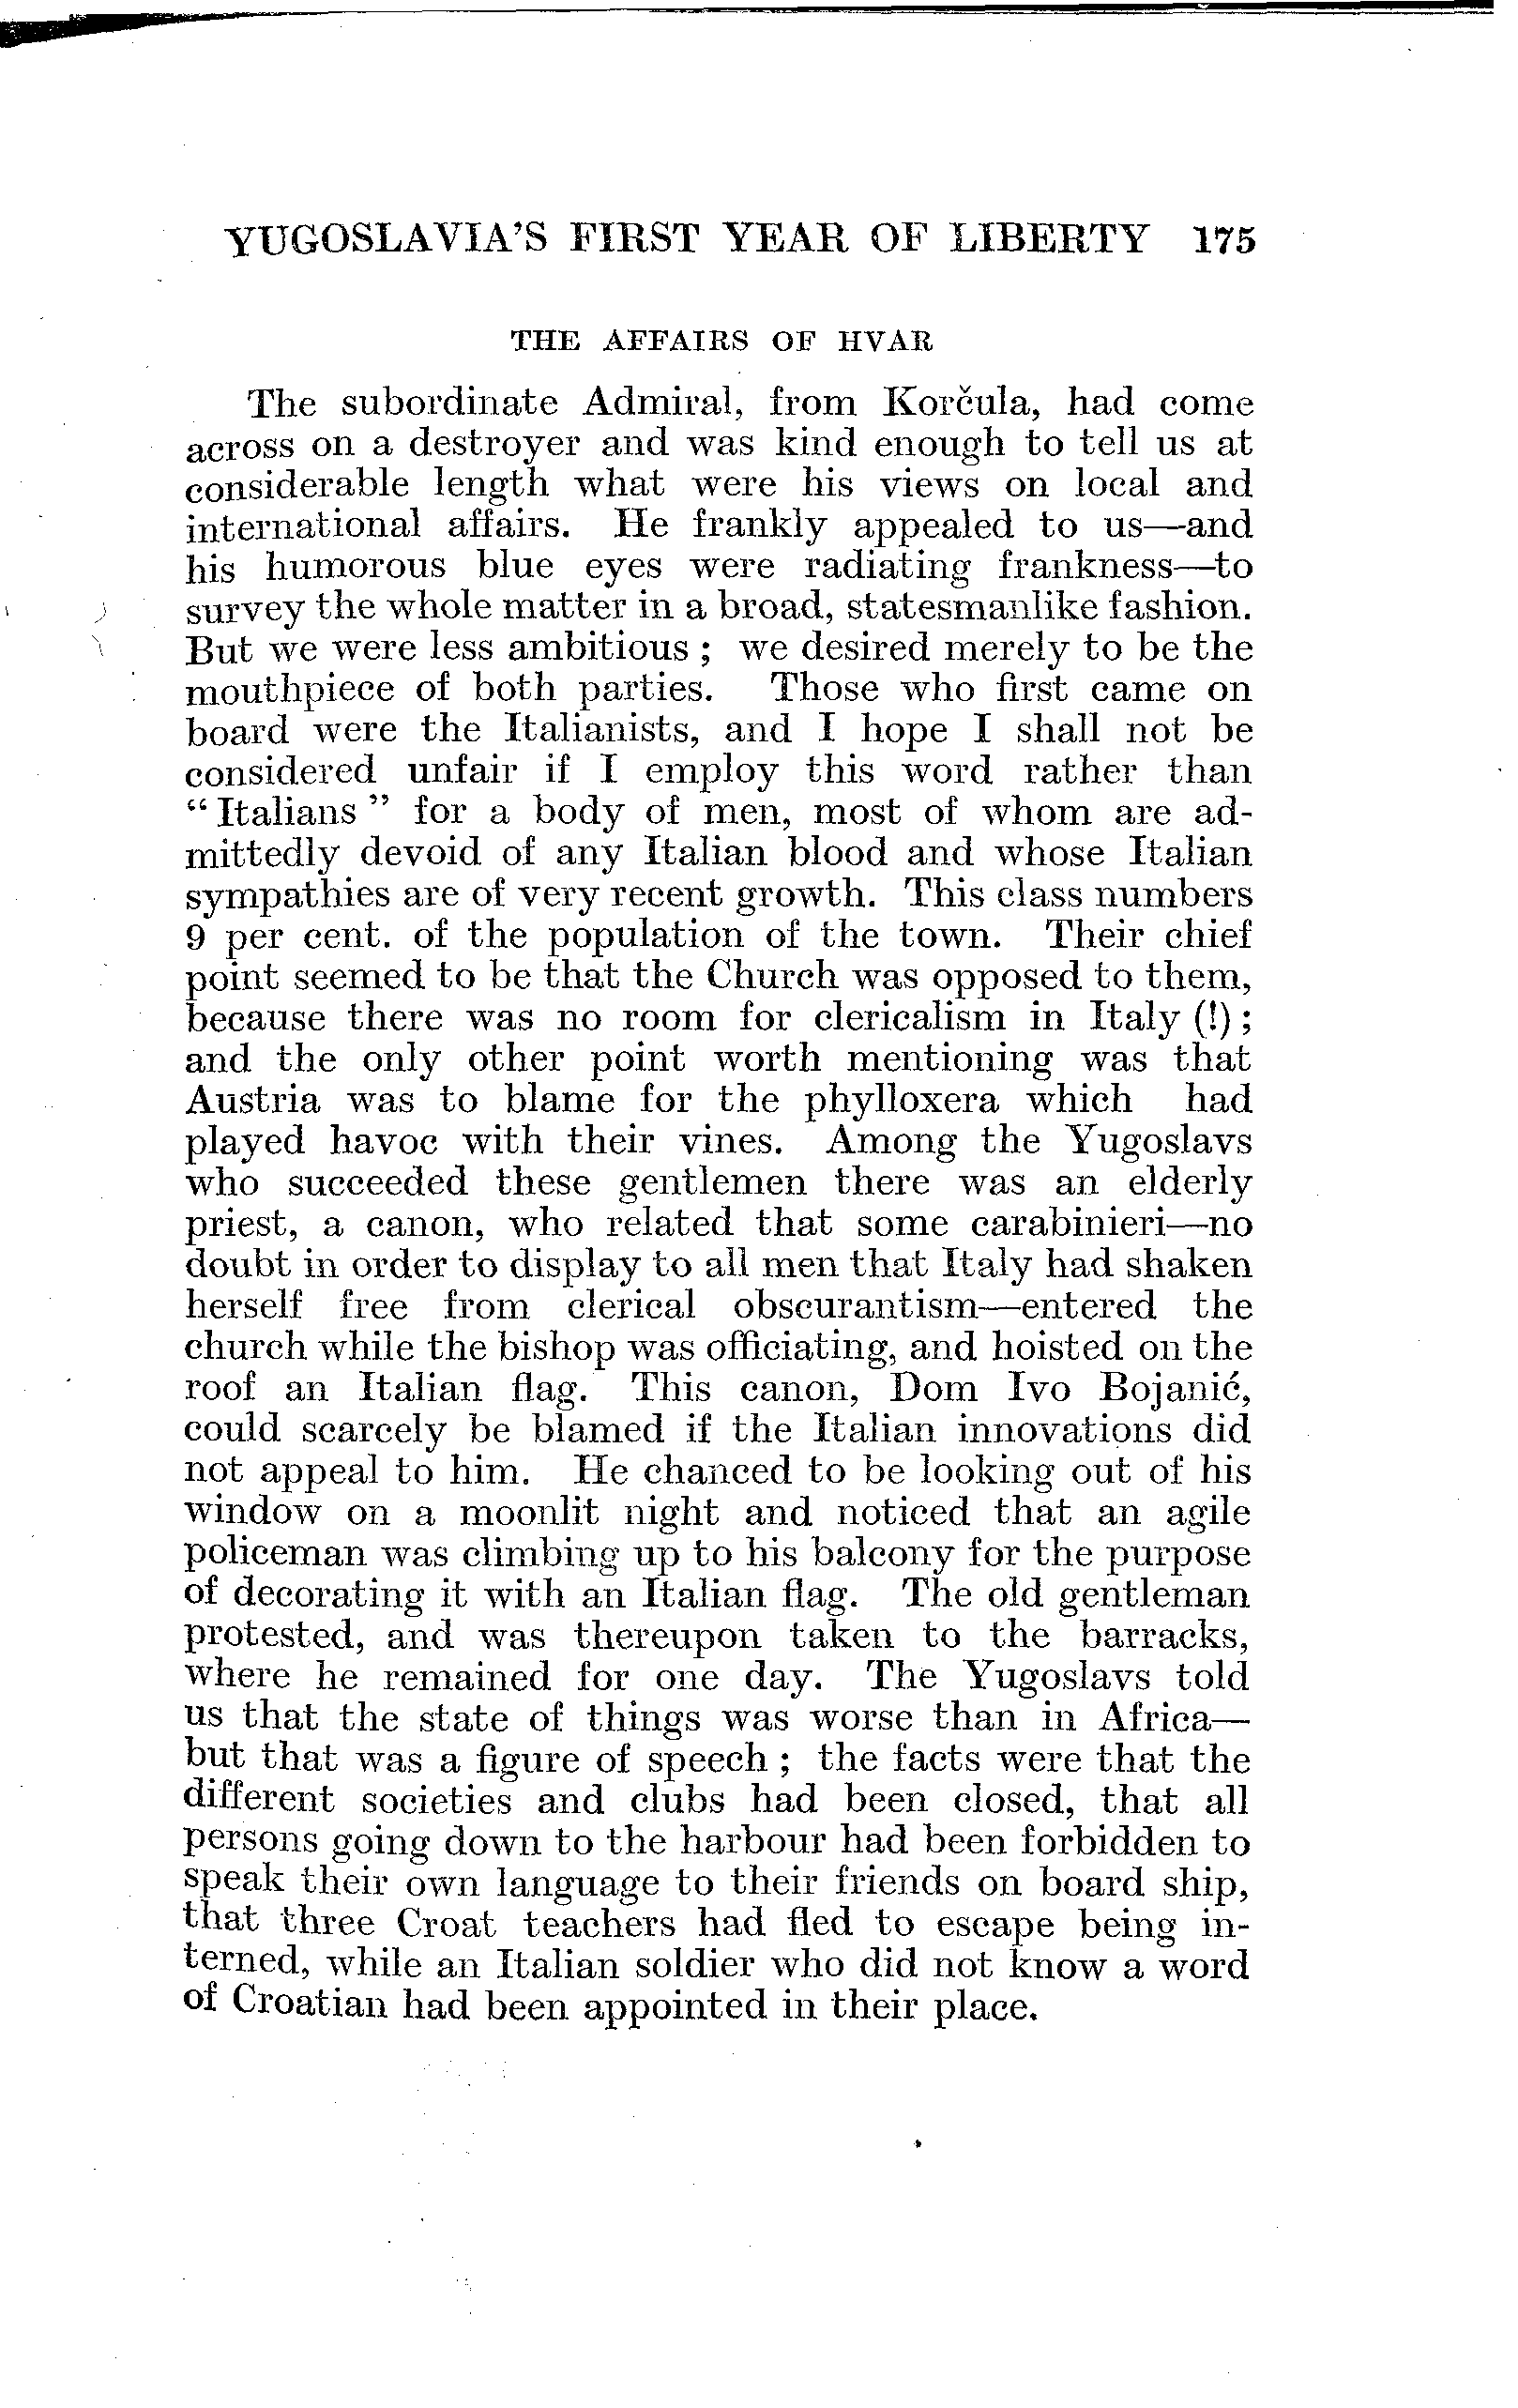 YUGOSLAVIA'S FIRST YEAR OF LIBERTY 175
THE AFFAIRS OF HVAR
The subordinate Admiral, from Korčula, had come
across on a destroyer and was kind enough to tell us at
considerable length what were his views on local and
international affairs. He frankly appealed to us—and
his humorous blue eyes were radiating frankness—to
survey the whole matter in a broad, statesmanlike fashion.
But we were less ambitious ; we desired merely to be the
mouthpiece of both parties. Those who first came on
board were the Italianists, and I hope I shall not be
considered unfair if I employ this word rather than
“ Italians ” for a body of men, most of whom are ad-
mittedly devoid of any Italian blood and whose Italian
sympathies are of very recent growth. This class numbers
9 per cent. of the population of the town. Their chief
point seemed to be that the Church was opposed to them,
because there was no room for clericalism in Italy (!) ;
and the only other point worth mentioning was that
Austria was to blame for the phylloxera which had
played havoc with their vines. Among the Yugoslavs
who succeeded these gentlemen there was an elderly
priest, a canon, who related that some carabinieri—no
doubt in order to display to all men that Italy had shaken
herself free from clerical obscurantism—entered the
church while the bishop was officiating, and hoisted on the
roof an Italian flag. This canon, Dom Ivo Bojanić,
could scarcely be blamed if the Italian innovations did
not appeal to him. He chanced to be looking out of his
window on a moonlit night and noticed that an agile
policeman was climbing up to his balcony for the purpose
of decorating it with an Italian flag. The old gentleman
protested, and was thereupon taken to the barracks,
where he remained for one day. The Yugoslavs told
us that the state of things was worse than in Africa—
but that was a figure of speech ; the facts were that the
different societies and clubs had been closed, that all
persons going down to the harbour had been forbidden to
speak their own language to their friends on board ship,
that three Croat teachers had fled to escape being in-
terned, while an Italian soldier who did not know a word
of Croatian had been appointed in their place.